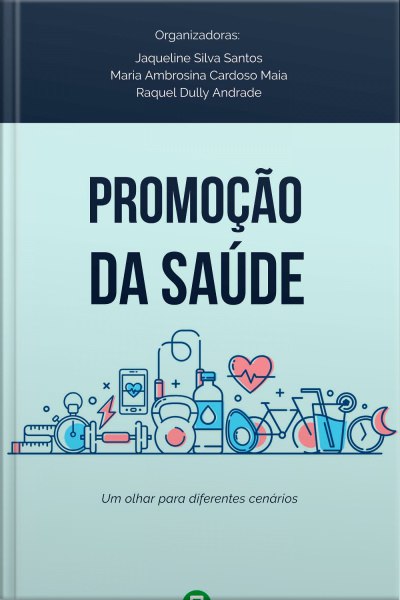 Organizadoras:
Jaqueline Silva Santos
Maria Ambrosina Cardoso Maia
Raquel Dully Andrade
PROMOÇÃO
DA SAÚDE
Um olhar para diferentes cenários